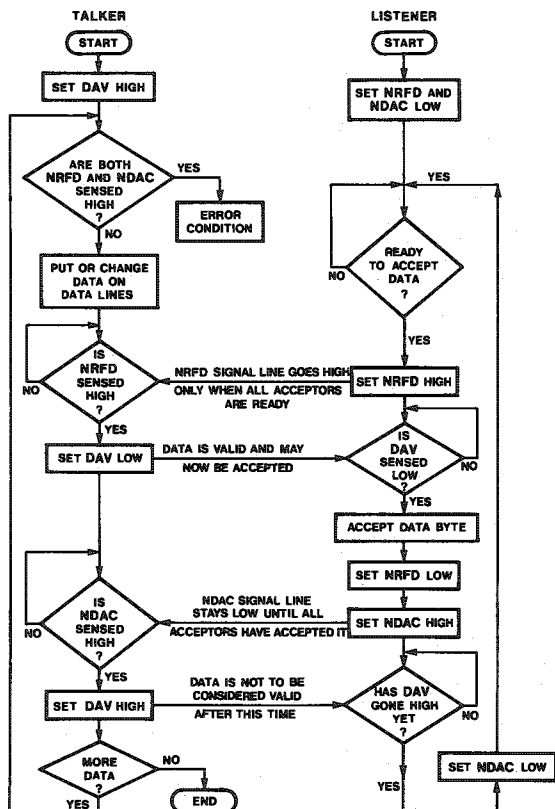 TALKER
START
SET DAV HIGH
ARE BOTH
NRFD AND NDAC
SENSED
HIGH
?
YES
ERROR
CONDITION
NO
PUT OR CHANGE
DATA ON
DATA LINES
IS
NRFD
SENSED
HIGH
?
NO
YES
SET DAV LOW
IS
NDAC
SENSED
HIGH
?
NO
YES
SET DAV HIGH
MORE
DATA
?
NO
END
YES
NRFD SIGNAL LINE GOES HIGH
ONLY WHEN ALL ACCEPTORS
ARE READY
DATA IS VALID AND MAY
NOW BE ACCEPTED
NDAC SIGNAL LINE
STAYS LOW UNTIL ALL
ACCEPTORS HAVE ACCEPTED IT
DATA IS NOT TO BE
CONSIDERED VALID
AFTER THIS TIME
LISTENER
START
SET NRFD AND
NDAC LOW
YES
READY
TO ACCEPT
DATA
?
NO
YES
SET NRFD HIGH
IS
DAV
SENSED
LOW
?
NO
YES
ACCEPT DATA BYTE
SET NRFD LOW
SET NDAC HIGH
HAS DAV
GONE HIGH
YET
?
NO
YES
SET NDAC LOW